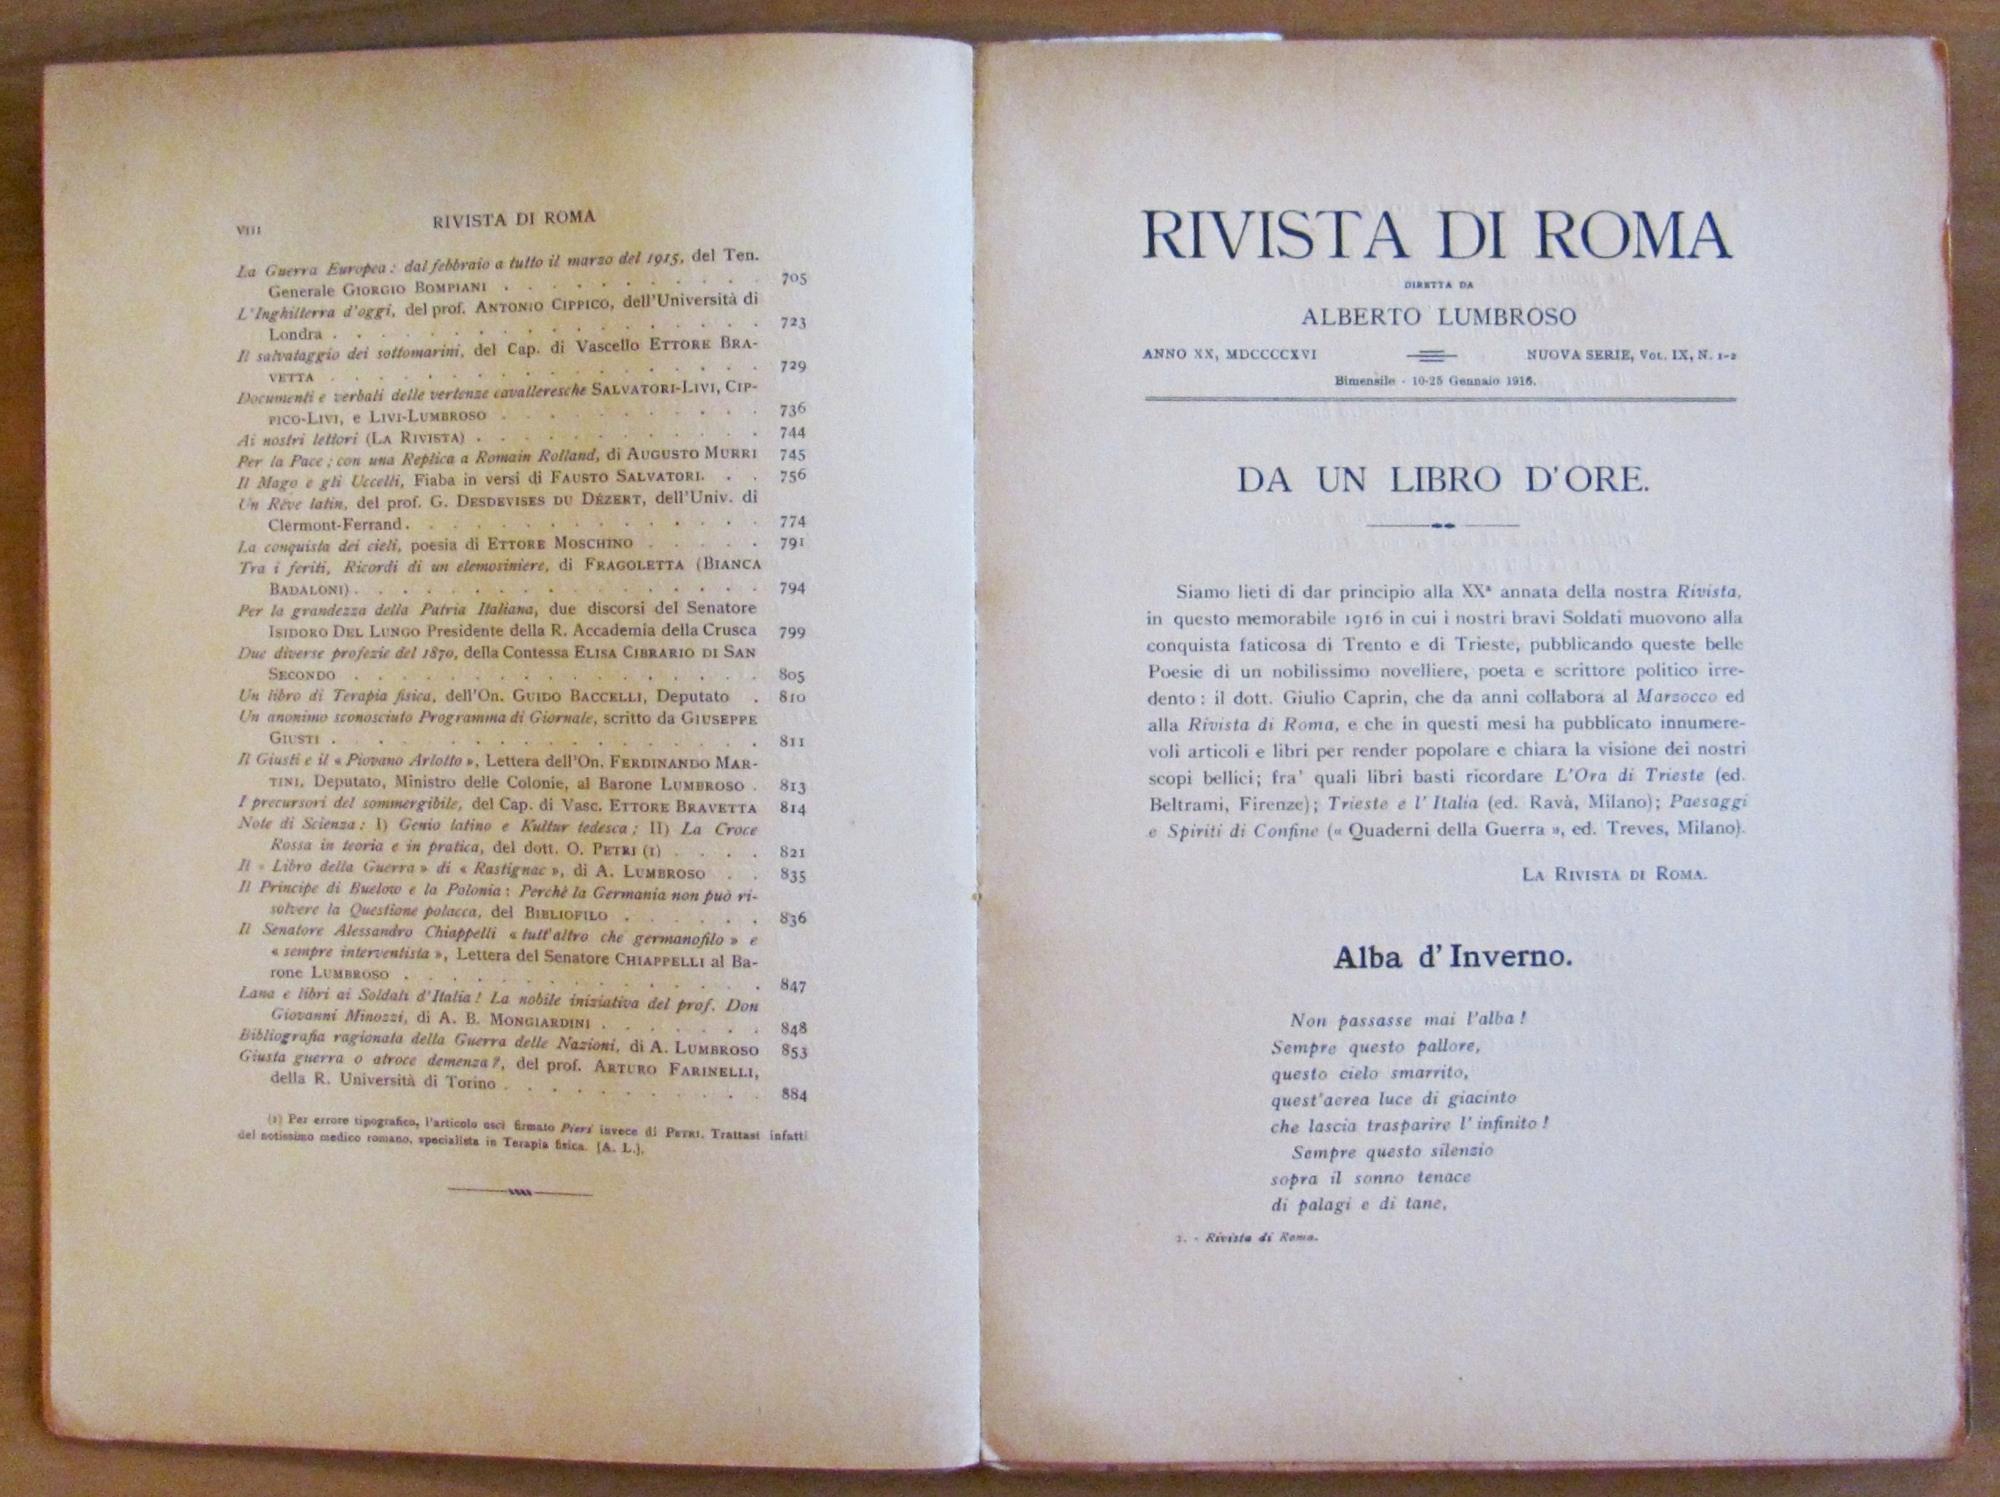 VIII
RIVISTA DI ROMA
La Guerra Europea: dal febbraio a tutto il marzo del 1915, del Ten.
Generale GIORGIO BOMPIANI . . . . . . . . . . 705
L'Inghilterra d'oggi, del prof. ANTONIO CIPPICO, dell'Università di
Londra . . . . . . . . . . . . . . . . 723
Il salvataggio dei sottomarini, del Cap. di Vascello ETTORE BRA-
VETTA . . . . . . . . . . . . . . . . 729
Documenti e verbali delle vertenze cavalleresche SALVATORI-LIVI, CIP-
PICO-LIVI, e LIVI-LUMBROSO . . . . . . . . . . 736
Ai nostri lettori (LA RIVISTA) . . . . . . . . . . . 744
Per la Pace; con una Replica a Romain Rolland, di AUGUSTO MURRI 745
Il Mago e gli Uccelli, Fiaba in versi di FAUSTO SALVATORI. . . 756
Un Rêve latin, del prof. G. DESDEVISES DU DÉZERT, dell'Univ. di
Clermont-Ferrand . . . . . . . . . . . . . 774
La conquista dei cieli, poesia di ETTORE MOSCHINO . . . . . 791
Tra i feriti, Ricordi di un elemosiniere, di FRAGOLETTA (BIANCA
BADALONI) . . . . . . . . . . . . . . . 794
Per la grandezza della Patria Italiana, due discorsi del Senatore
ISIDORO DEL LUNGO Presidente della R. Accademia della Crusca 799
Due diverse profezie del 1870, della Contessa ELISA CIBRARIO DI SAN
SECONDO . . . . . . . . . . . . . . . 805
Un libro di Terapia fisica, dell'On. GUIDO BACCELLI, Deputato . 810
Un anonimo sconosciuto Programma di Giornale, scritto da GIUSEPPE
GIUSTI . . . . . . . . . . . . . . . . 811
Il Giusti e il « Piovano Arlotto », Lettera dell'On. FERDINANDO MAR-
TINI, Deputato, Ministro delle Colonie, al Barone LUMBROSO . 813
I precursori del sommergibile, del Cap. di Vasc. ETTORE BRAVETTA 814
Note di Scienza: I) Genio latino e Kultur tedesca; II) La Croce
Rossa in teoria e in pratica, del dott. O. PETRI (1) . . . . 821
Il « Libro della Guerra » di « Rastignac », di A. LUMBROSO . . 835
Il Principe di Buelow e la Polonia: Perchè la Germania non può ri-
solvere la Questione polacca, del BIBLIOFILO . . . . . . 836
Il Senatore Alessandro Chiappelli « tutt'altro che germanofilo » e
« sempre interventista », Lettera del Senatore CHIAPPELLI al Ba-
rone LUMBROSO . . . . . . . . . . . . . 847
Lana e libri ai Soldati d'Italia! La nobile iniziativa del prof. Don
Giovanni Minozzi, di A. B. MONGIARDINI . . . . . . . 848
Bibliografia ragionata della Guerra delle Nazioni, di A. LUMBROSO 853
Giusta guerra o atroce demenza?, del prof. ARTURO FARINELLI,
della R. Università di Torino . . . . . . . . . . 884
(1) Per errore tipografico, l'articolo uscì firmato Pieri invece di PETRI. Trattasi infatti
del notissimo medico romano, specialista in Terapia fisica. [A. L.].
RIVISTA DI ROMA
DIRETTA DA
ALBERTO LUMBROSO
ANNO XX, MDCCCCXVI NUOVA SERIE, VOL. IX, N. 1-2
Bimensile - 10-25 Gennaio 1916.
DA UN LIBRO D'ORE.
Siamo lieti di dar principio alla XXª annata della nostra Rivista,
in questo memorabile 1916 in cui i nostri bravi Soldati muovono alla
conquista faticosa di Trento e di Trieste, pubblicando queste belle
Poesie di un nobilissimo novelliere, poeta e scrittore politico irre-
dento: il dott. Giulio Caprin, che da anni collabora al Marzocco ed
alla Rivista di Roma, e che in questi mesi ha pubblicato innumere-
voli articoli e libri per render popolare e chiara la visione dei nostri
scopi bellici; fra' quali libri basti ricordare L'Ora di Trieste (ed.
Beltrami, Firenze); Trieste e l'Italia (ed. Ravà, Milano); Paesaggi
e Spiriti di Confine (« Quaderni della Guerra », ed. Treves, Milano).
LA RIVISTA DI ROMA.
Alba d'Inverno.
Non passasse mai l'alba!
Sempre questo pallore,
questo cielo smarrito,
quest'aerea luce di giacinto
che lascia trasparire l'infinito!
Sempre questo silenzio
sopra il sonno tenace
di palagi e di tane,
1. - Rivista di Roma.